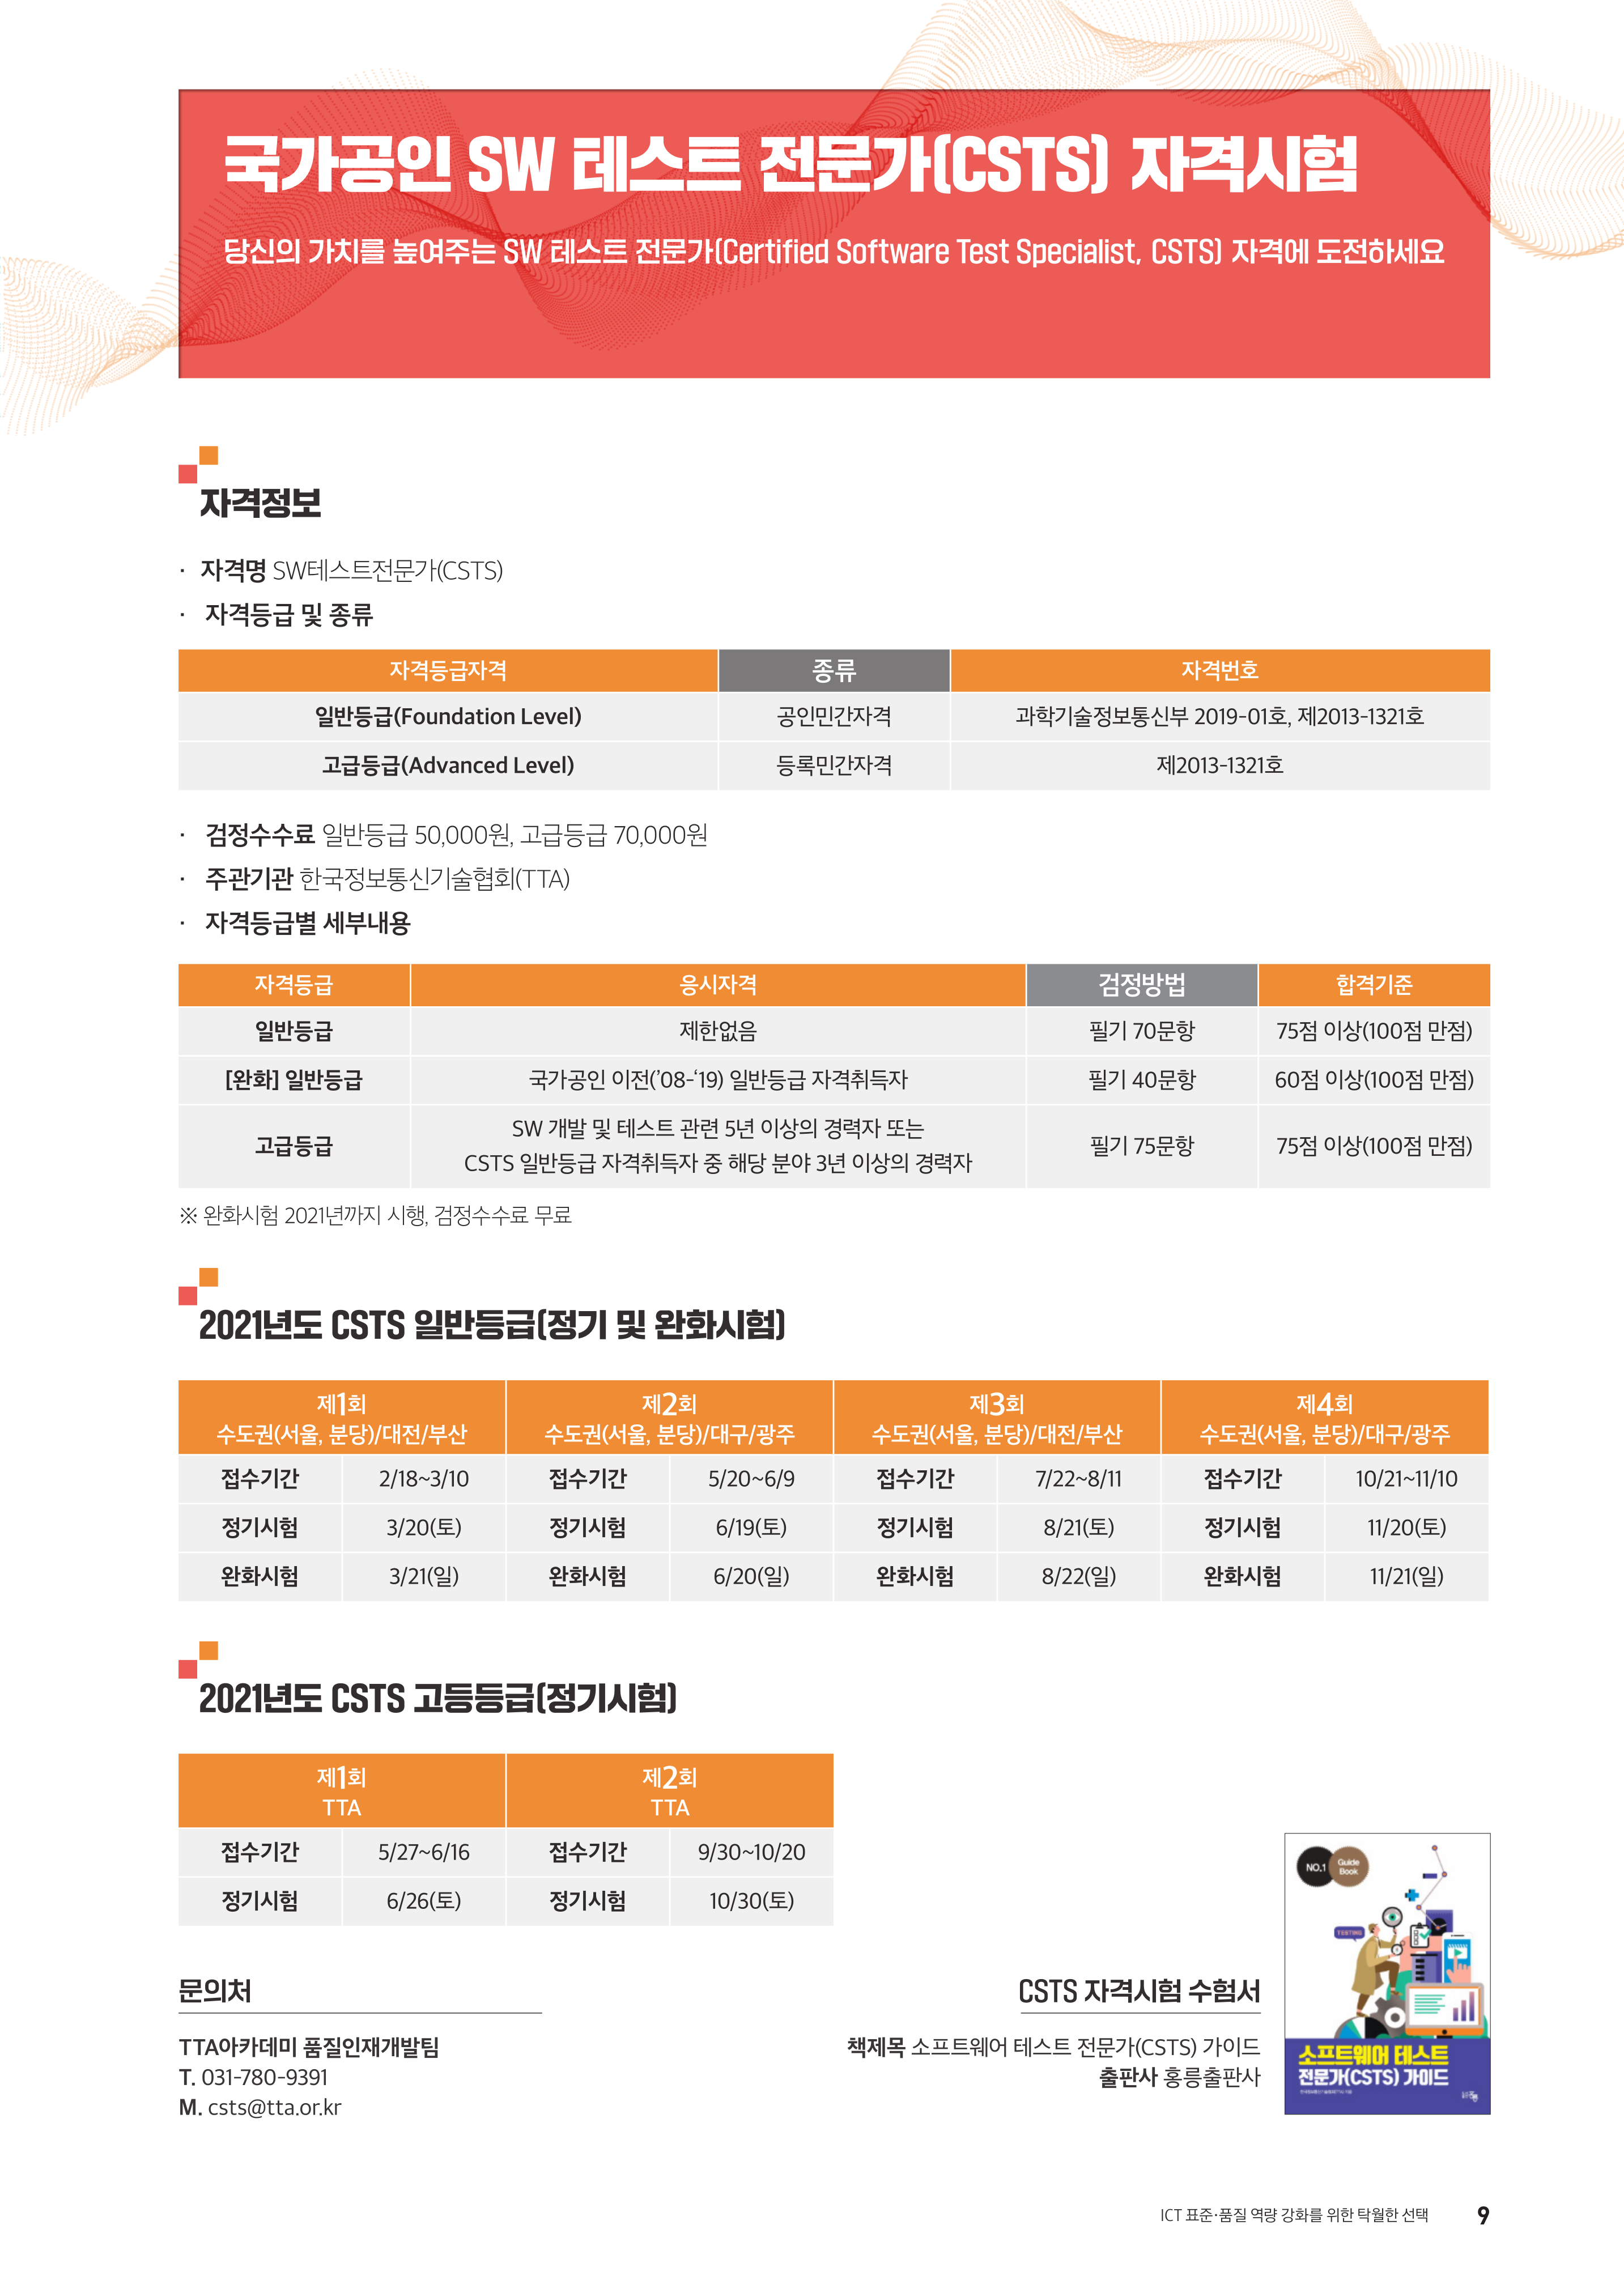 국가공인 SW 테스트 전문가(CSTS) 자격시험
당신의 가치를 높여주는 SW 테스트 전문가(Certified Software Test Specialist, CSTS) 자격에 도전하세요
자격정보
· 자격명 SW테스트전문가(CSTS)
· 자격등급 및 종류
자격등급자격 종류 자격번호
일반등급(Foundation Level) 공인민간자격 과학기술정보통신부 2019-01호, 제2013-1321호
고급등급(Advanced Level) 등록민간자격 제2013-1321호
· 검정수수료 일반등급 50,000원, 고급등급 70,000원
· 주관기관 한국정보통신기술협회(TTA)
· 자격등급별 세부내용
자격등급 응시자격 검정방법 합격기준
일반등급 제한없음 필기 70문항 75점 이상(100점 만점)
[완화] 일반등급 국가공인 이전(’08-‘19) 일반등급 자격취득자 필기 40문항 60점 이상(100점 만점)
SW 개발 및 테스트 관련 5년 이상의 경력자 또는
고급등급 CSTS 일반등급 자격취득자 중 해당 분야 3년 이상의 경력자 필기 75문항 75점 이상(100점 만점)
※ 완화시험 2021년까지 시행, 검정수수료 무료
2021년도 CSTS 일반등급(정기 및 완화시험)
제1회 제2회 제3회 제4회
수도권(서울, 분당)/대전/부산 수도권(서울, 분당)/대구/광주 수도권(서울, 분당)/대전/부산 수도권(서울, 분당)/대구/광주
접수기간 2/18~3/10 접수기간 5/20~6/9 접수기간 7/22~8/11 접수기간 10/21~11/10
정기시험 3/20(토) 정기시험 6/19(토) 정기시험 8/21(토) 정기시험 11/20(토)
완화시험 3/21(일) 완화시험 6/20(일) 완화시험 8/22(일) 완화시험 11/21(일)
2021년도 CSTS 고등등급(정기시험)
제1회 제2회
TTA TTA
접수기간 5/27~6/16 접수기간 9/30~10/20
정기시험 6/26(토) 정기시험 10/30(토)
문의처
TTA아카데미 품질인재개발팀
T. 031-780-9391
M. csts@tta.or.kr
CSTS 자격시험 수험서
책제목 소프트웨어 테스트 전문가(CSTS) 가이드
출판사 홍릉출판사
NO.1 Guide Book
TESTING
소프트웨어 테스트
전문가(CSTS) 가이드
ICT 표준·품질 역량 강화를 위한 탁월한 선택 9